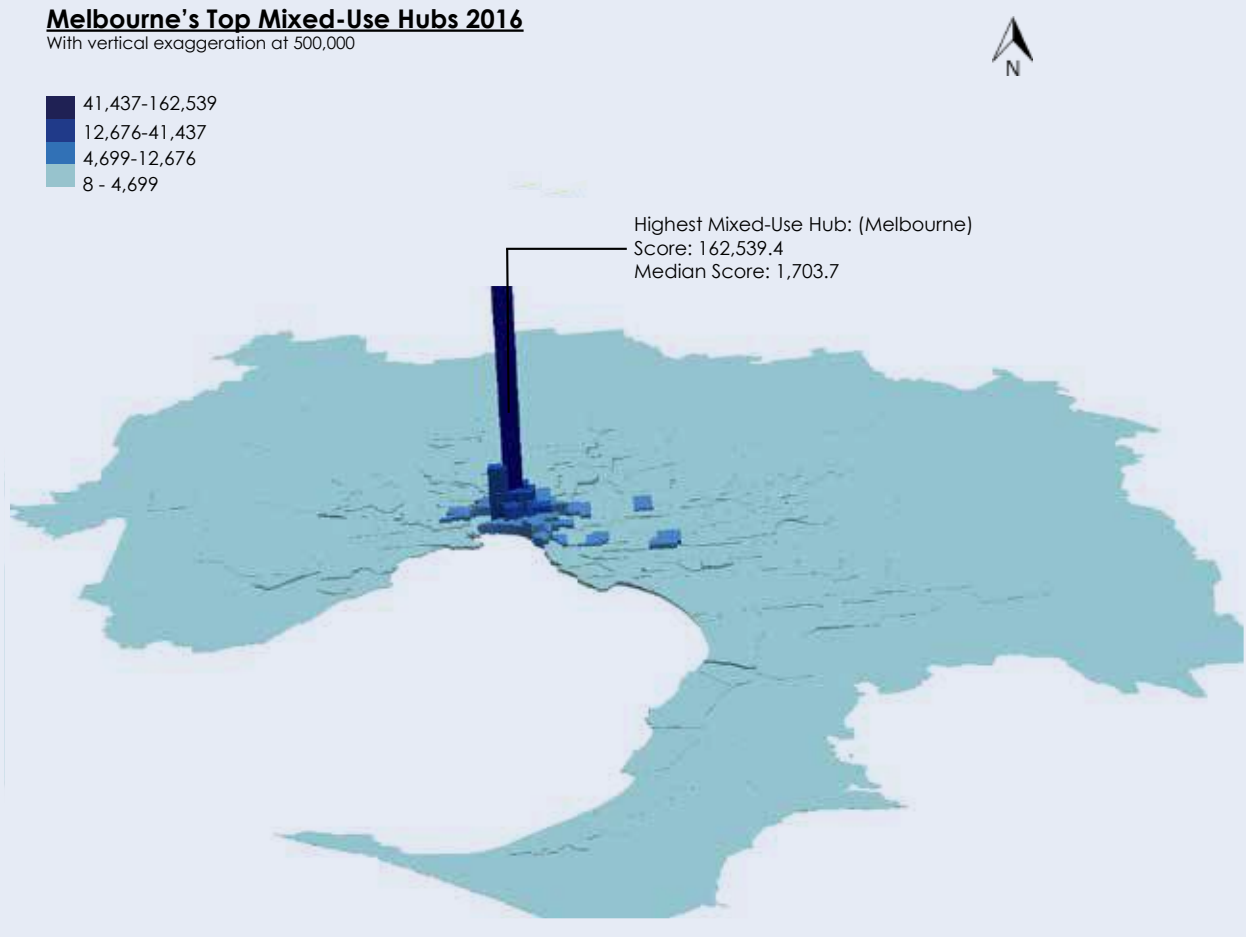 Melbourne's Top Mixed-Use Hubs 2016
With vertical exaggeration at 500,000
N
41,437-162,539
12,676-41,437
4,699-12,676
8 - 4,699
Highest Mixed-Use Hub: (Melbourne)
Score: 162,539.4
Median Score: 1,703.7